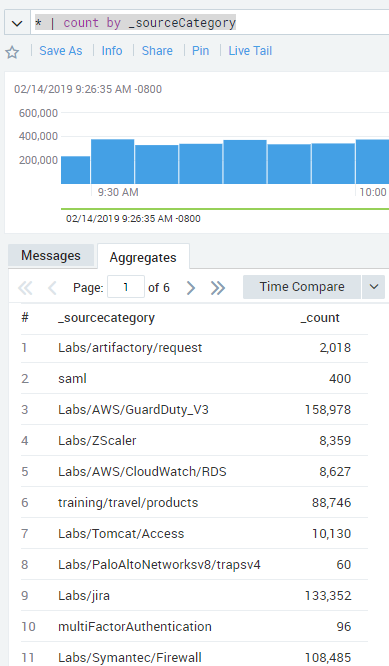 * | count by _sourceCategory
Save As Info Share Pin Live Tail
02/14/2019 9:26:35 AM -0800
600,000
400,000
200,000
9:30 AM 10:00
02/14/2019 9:26:35 AM -0800
Messages Aggregates
Page: 1 of 6 Time Compare
# _sourcecategory _count
1 Labs/artifactory/request 2,018
2 saml 400
3 Labs/AWS/GuardDuty_V3 158,978
4 Labs/ZScaler 8,359
5 Labs/AWS/CloudWatch/RDS 8,627
6 training/travel/products 88,746
7 Labs/Tomcat/Access 10,130
8 Labs/PaloAltoNetworksv8/trapsv4 60
9 Labs/jira 133,352
10 multiFactorAuthentication 96
11 Labs/Symantec/Firewall 108,485